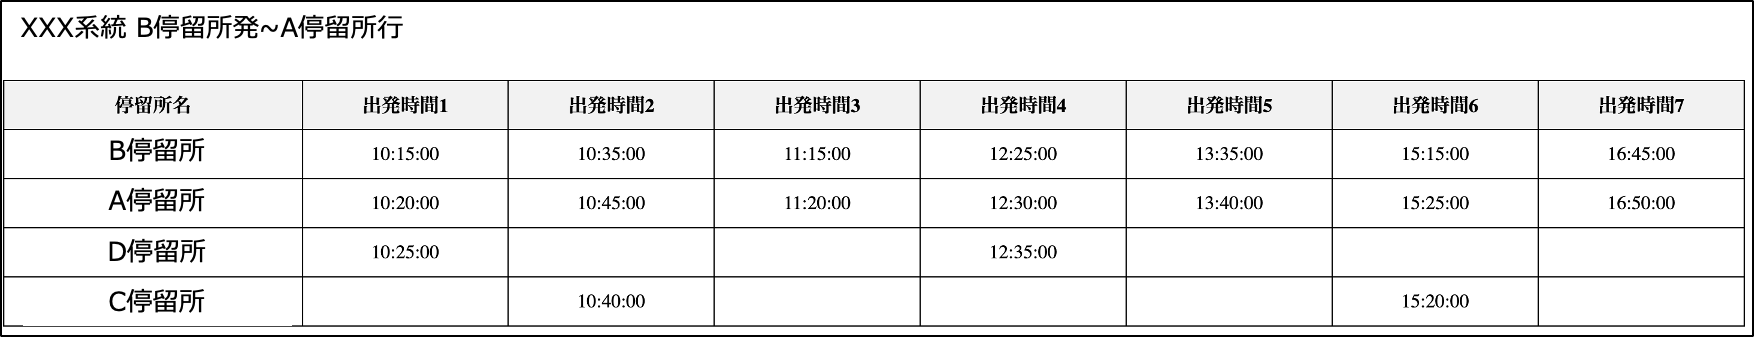 XXX系統 B停留所発~A停留所行
停留所名 出発時間1 出発時間2 出発時間3 出発時間4 出発時間5 出発時間6 出発時間7
B停留所 10:15:00 10:35:00 11:15:00 12:25:00 13:35:00 15:15:00 16:45:00
A停留所 10:20:00 10:45:00 11:20:00 12:30:00 13:40:00 15:25:00 16:50:00
D停留所 10:25:00 12:35:00
C停留所 10:40:00 15:20:00